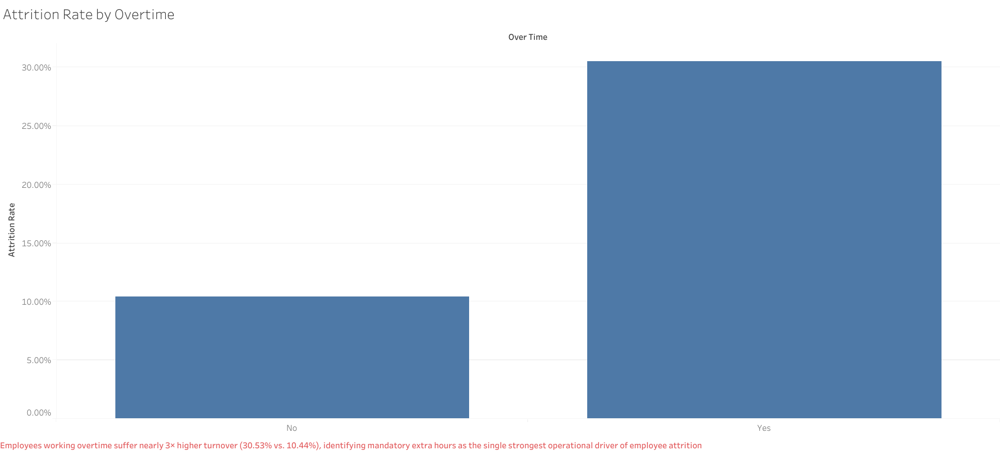 Attrition Rate by Overtime
Over Time
30.00%
25.00%
20.00%
15.00%
10.00%
5.00%
0.00%
Attrition Rate
No
Yes
Employees working overtime suffer nearly 3× higher turnover (30.53% vs. 10.44%), identifying mandatory extra hours as the single strongest operational driver of employee attrition